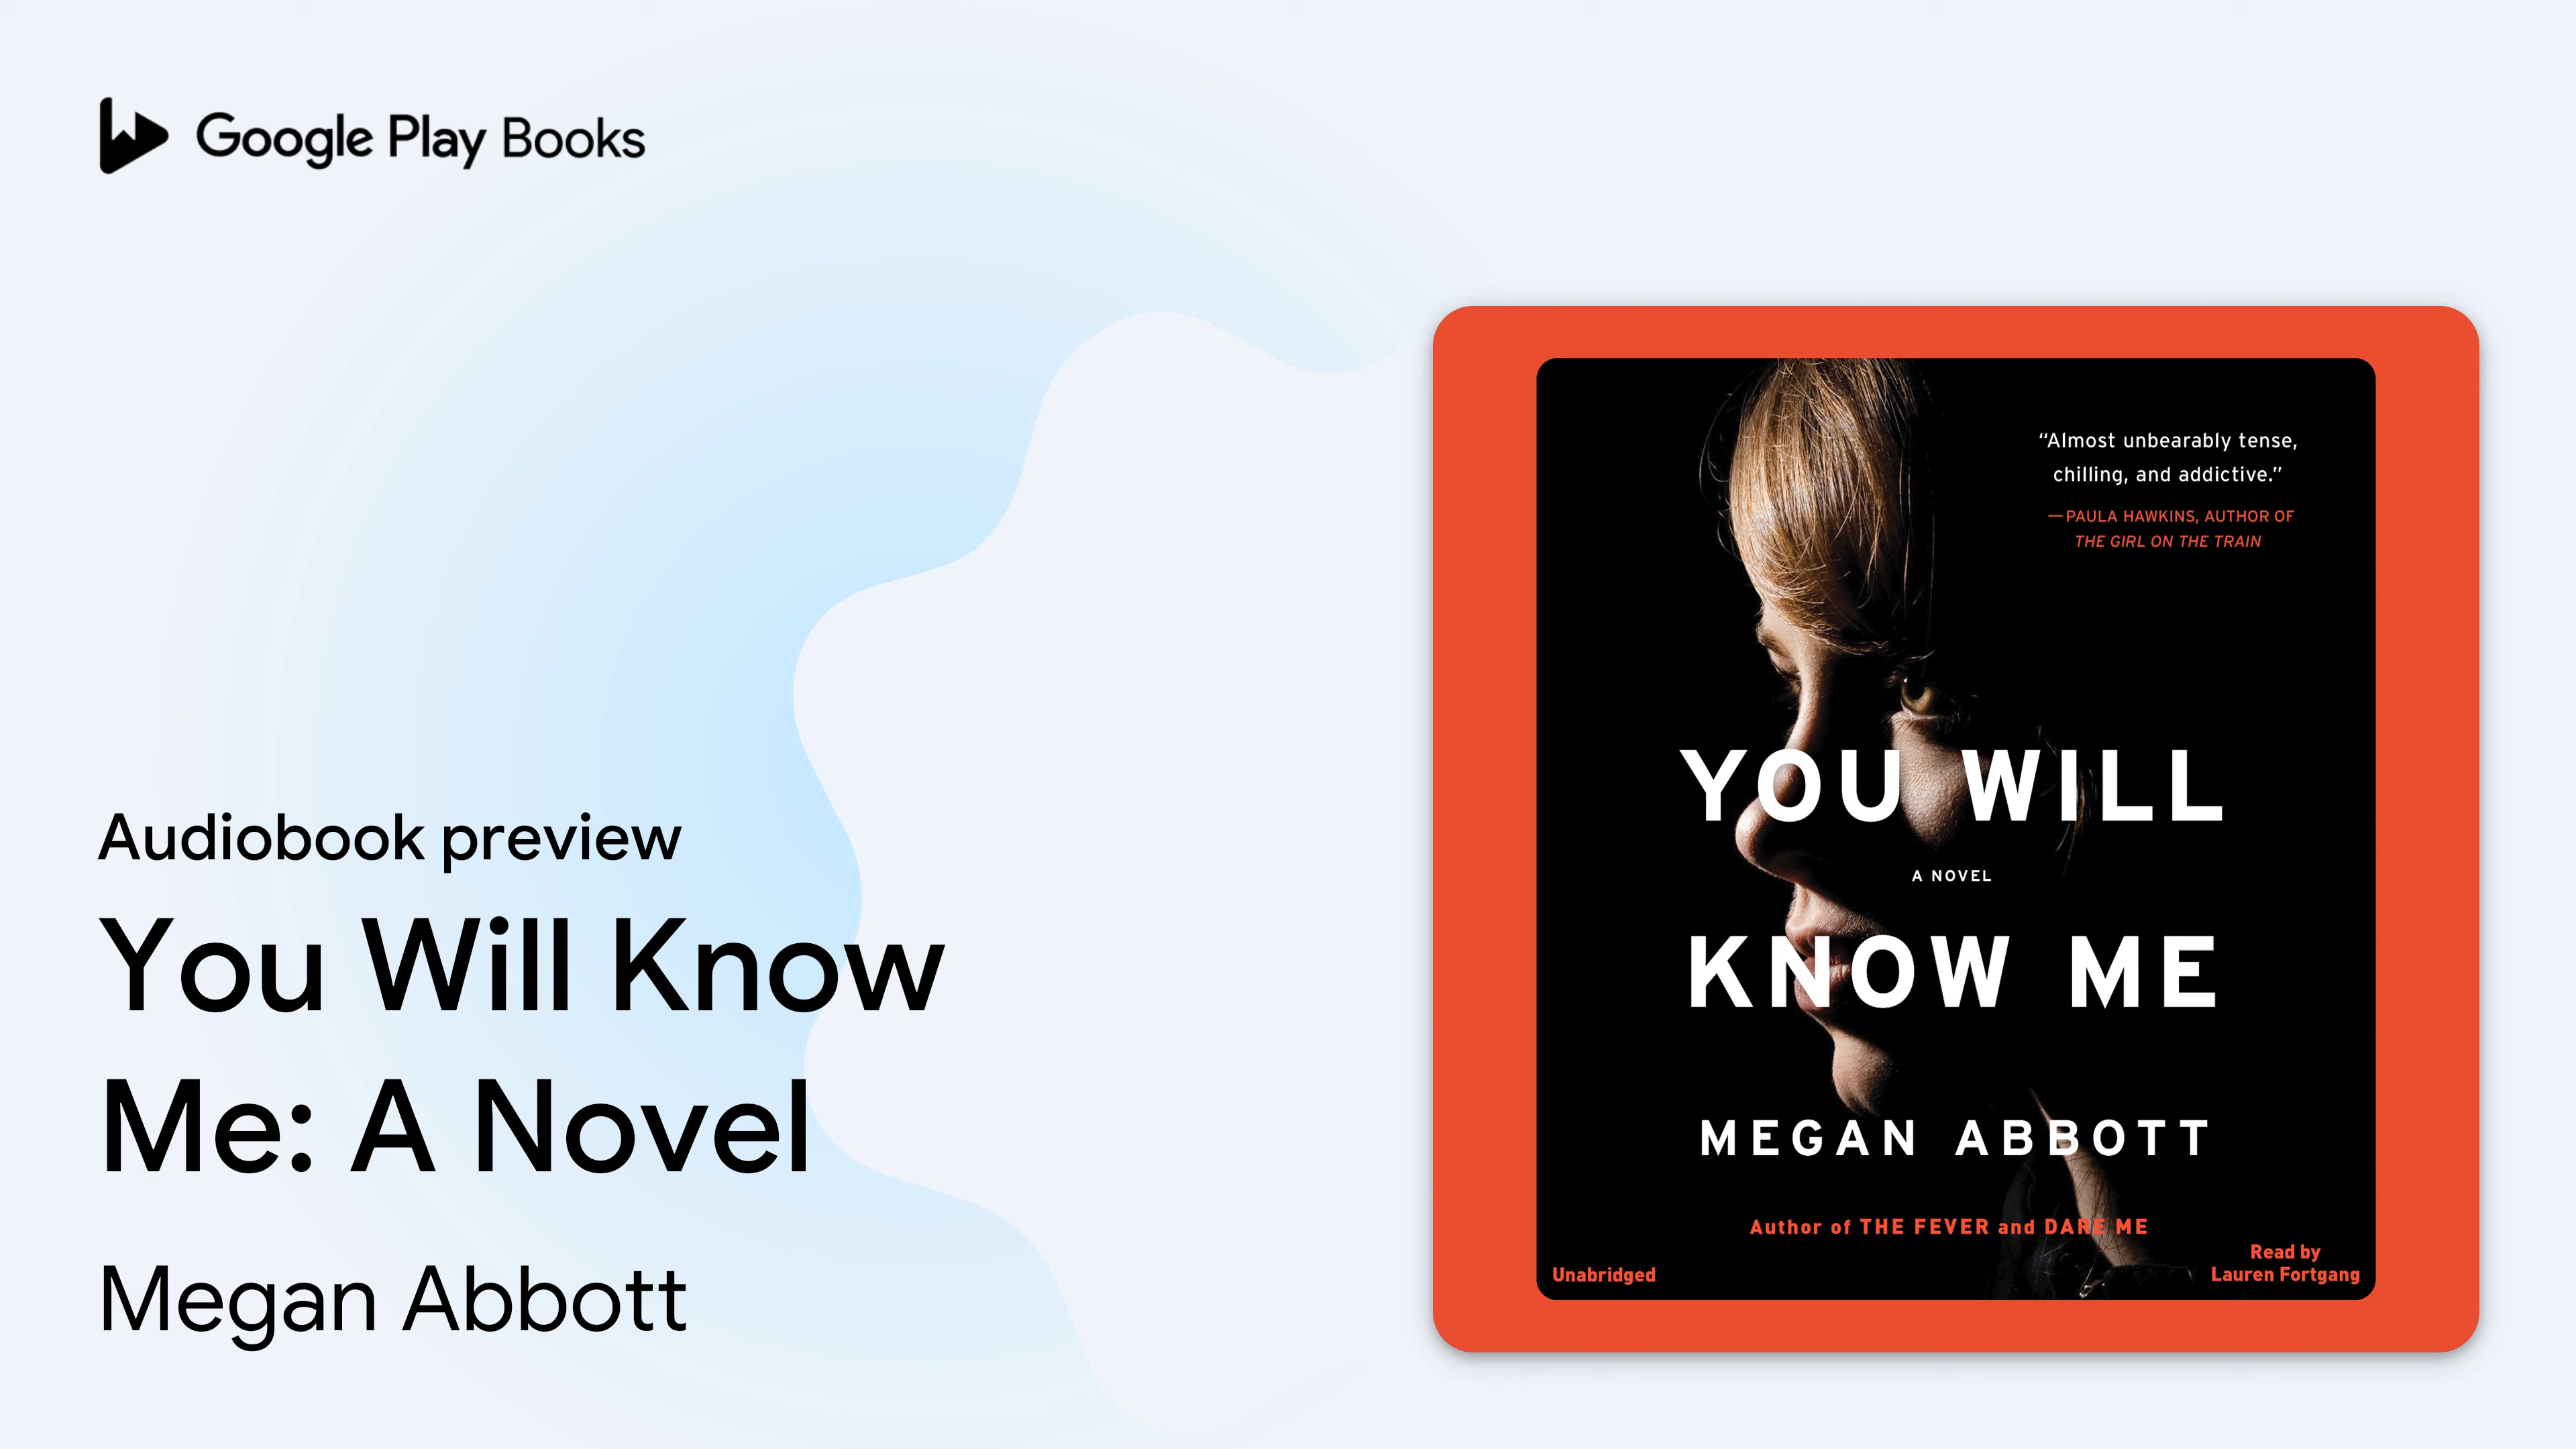 Google Play Books
Audiobook preview
You Will Know
Me: A Novel
Megan Abbott
“Almost unbearably tense,
chilling, and addictive.”
—PAULA HAWKINS, AUTHOR OF
THE GIRL ON THE TRAIN
YOU WILL
A NOVEL
KNOW ME
MEGAN ABBOTT
Author of THE FEVER and DARE ME
Unabridged
Read by
Lauren Fortgang